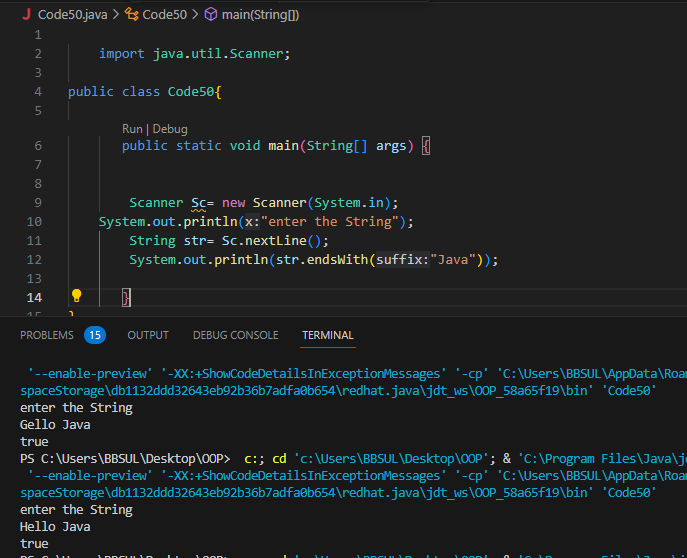 Code50.java > Code50 > main(String[])
1
2 import java.util.Scanner;
3
4 public class Code50{
5
Run | Debug
6 public static void main(String[] args) {
7
8
9 Scanner Sc= new Scanner(System.in);
10 System.out.println(x:"enter the String");
11 String str= Sc.nextLine();
12 System.out.println(str.endsWith(suffix:"Java"));
13
14 }
15 }
PROBLEMS 15 OUTPUT DEBUG CONSOLE TERMINAL
'--enable-preview' '-XX:+ShowCodeDetailsInExceptionMessages' '-cp' 'C:\Users\BBSUL\AppData\Roam
spaceStorage\db1132ddd32643eb92b36b7adfa0b654\redhat.java\jdt_ws\OOP_58a65f19\bin' 'Code50'
enter the String
Gello Java
true
PS C:\Users\BBSUL\Desktop\OOP> c:; cd 'c:\Users\BBSUL\Desktop\OOP'; & 'C:\Program Files\Java\j
'--enable-preview' '-XX:+ShowCodeDetailsInExceptionMessages' '-cp' 'C:\Users\BBSUL\AppData\Roam
spaceStorage\db1132ddd32643eb92b36b7adfa0b654\redhat.java\jdt_ws\OOP_58a65f19\bin' 'Code50'
enter the String
Hello Java
true